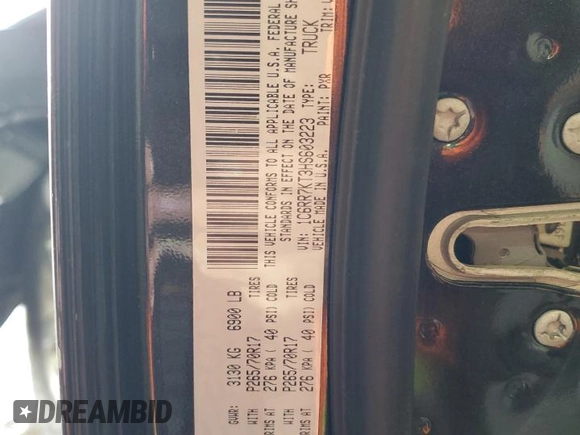 GVWR: 3130 KG 6900 LB
WITH P265/70R17 TIRES
RIMS AT 276 KPA ( 40 PSI) COLD
WITH P265/70R17 TIRES
RIMS AT 276 KPA ( 40 PSI) COLD
THIS VEHICLE CONFORMS TO ALL APPLICABLE U.S.A. FEDERAL
STANDARDS IN EFFECT ON THE DATE OF MANUFACTURE SH
VIN: 1C6RR7KT3HS603223 TYPE: TRUCK
VEHICLE MADE IN U.S.A. PAINT: PXR TRIM:
DREAMBID